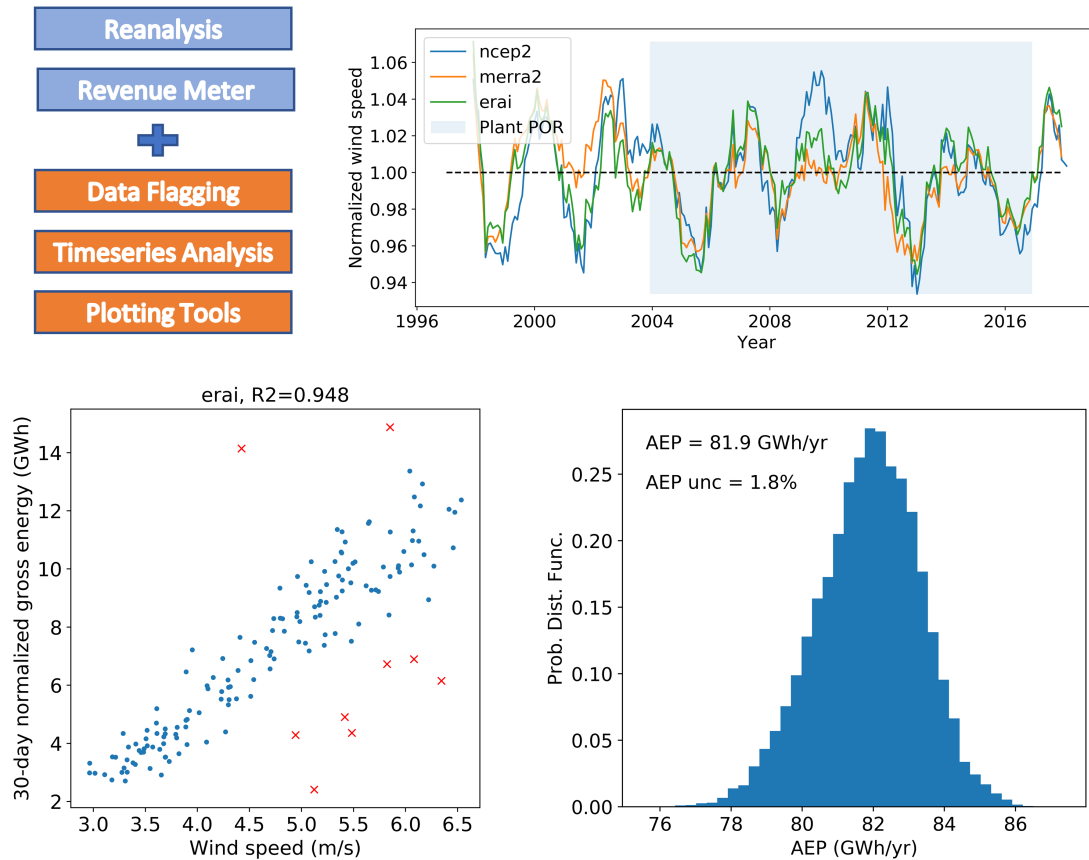 Reanalysis
Revenue Meter
Data Flagging
Timeseries Analysis
Plotting Tools
Normalized wind speed
1.06
1.04
1.02
1.00
0.98
0.96
0.94
ncep2
merra2
erai
Plant POR
1996 2000 2004 2008 2012 2016
Year
erai, R2=0.948
30-day normalized gross energy (GWh)
14
12
10
8
6
4
2
3.0 3.5 4.0 4.5 5.0 5.5 6.0 6.5
Wind speed (m/s)
AEP = 81.9 GWh/yr
AEP unc = 1.8%
Prob. Dist. Func.
0.25
0.20
0.15
0.10
0.05
0.00
76 78 80 82 84 86
AEP (GWh/yr)